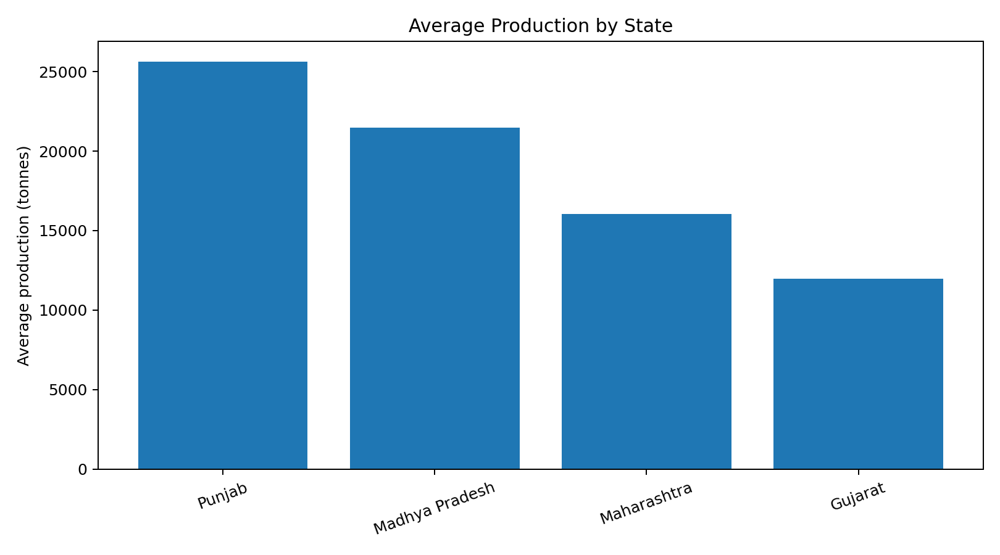 Average Production by State
Average production (tonnes)
25000
20000
15000
10000
5000
0
Punjab
Madhya Pradesh
Maharashtra
Gujarat